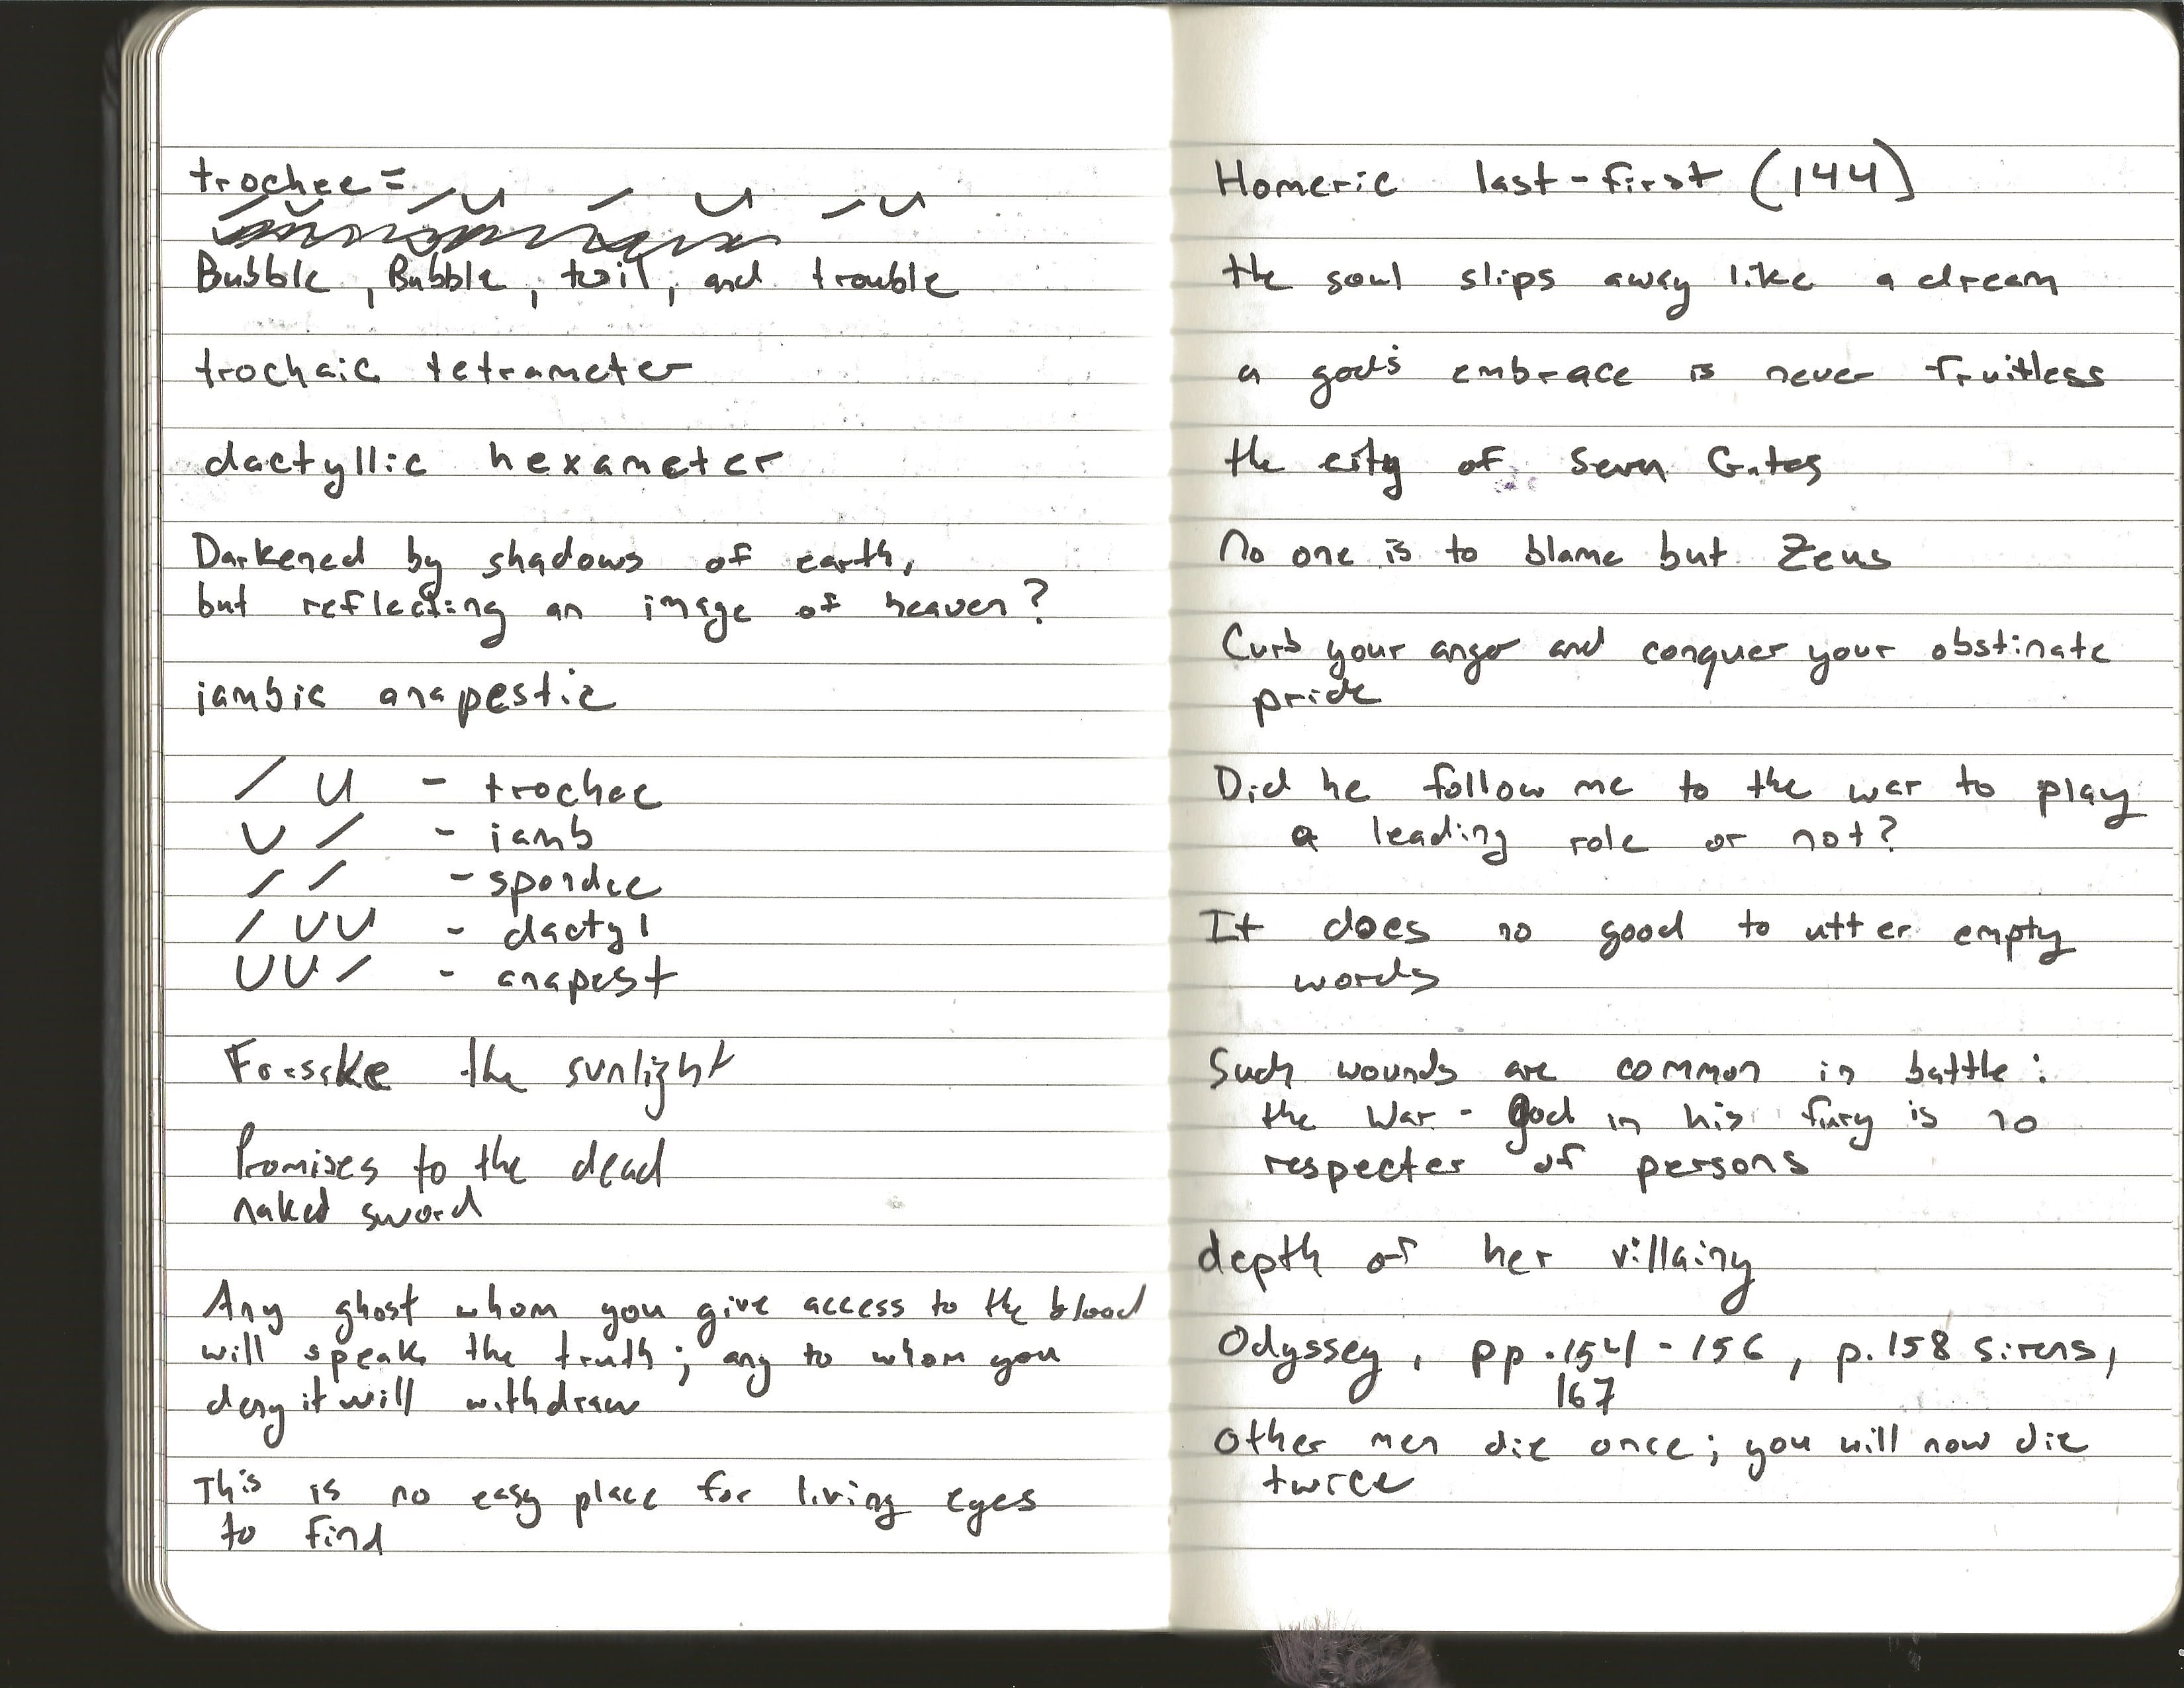 trochee =
/ U / U / U
Bubble, Bubble, toil, and trouble
trochaic tetrameter
dactyllic hexameter
Darkened by shadows of earth,
but reflecting an image of heaven?
iambic anapestic
/ U - trochee
U / - iamb
/ / - spondee
/ UU - dactyl
UU / - anapest
Forsake the sunlight
Promises to the dead
naked sword
Any ghost whom you give access to the blood
will speak the truth; any to whom you
deny it will withdraw
This is no easy place for living eyes
to find
Homeric last-first (144)
the soul slips away like a dream
a god's embrace is never fruitless
the city of Seven Gates
No one is to blame but Zeus
Curb your anger and conquer your obstinate
pride
Did he follow me to the war to play
a leading role or not?
It does no good to utter empty
words
Such wounds are common in battle:
the War-god in his fury is no
respecter of persons
depth of her villainy
Odyssey, pp. 154-156, p. 158 sirens,
167
other men die once; you will now die
twice